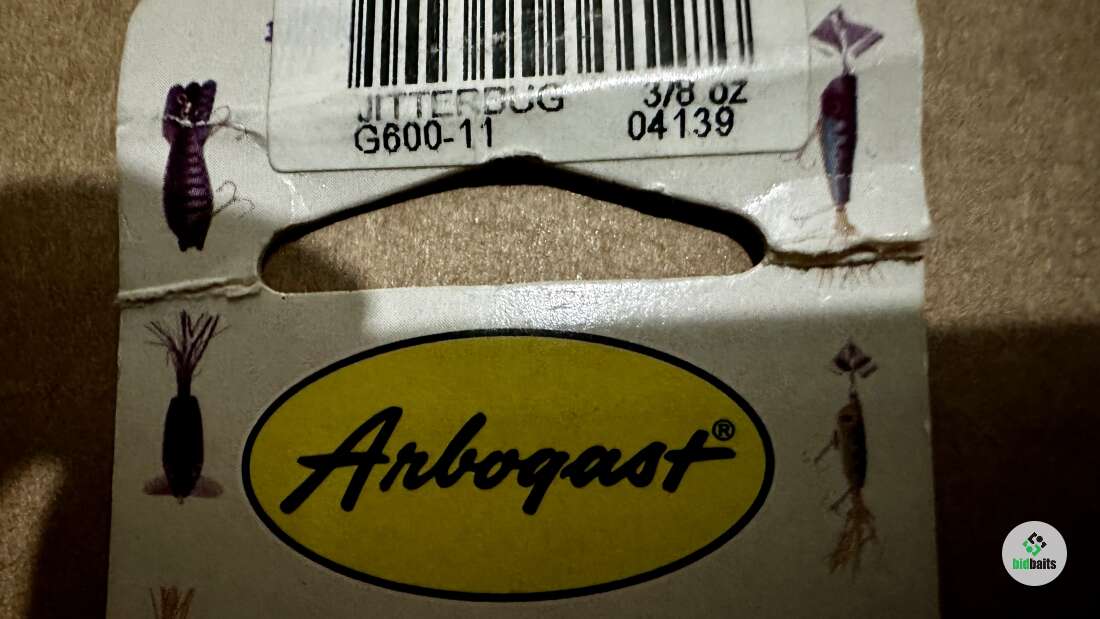 JITTERBUG 3/8 oz
G600-11 04139
Arbogast®
bidbaits